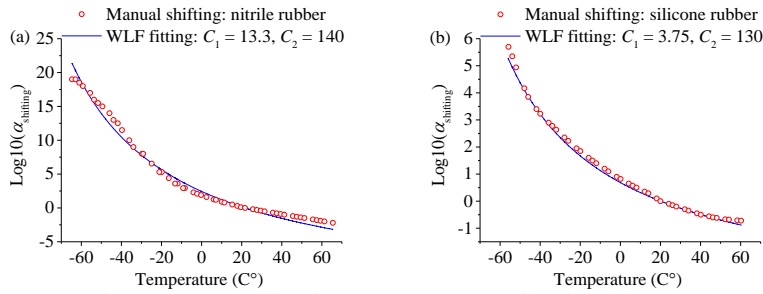 Manual shifting: nitrile rubber
(a) WLF fitting: C₁ = 13.3, C₂ = 140
25
20
15
10
5
0
-5
Log10(α_shifting)
-60 -40 -20 0 20 40 60
Temperature (C°)
Manual shifting: silicone rubber
(b) WLF fitting: C₁ = 3.75, C₂ = 130
6
5
4
3
2
1
0
-1
Log10(α_shifting)
-60 -40 -20 0 20 40 60
Temperature (C°)